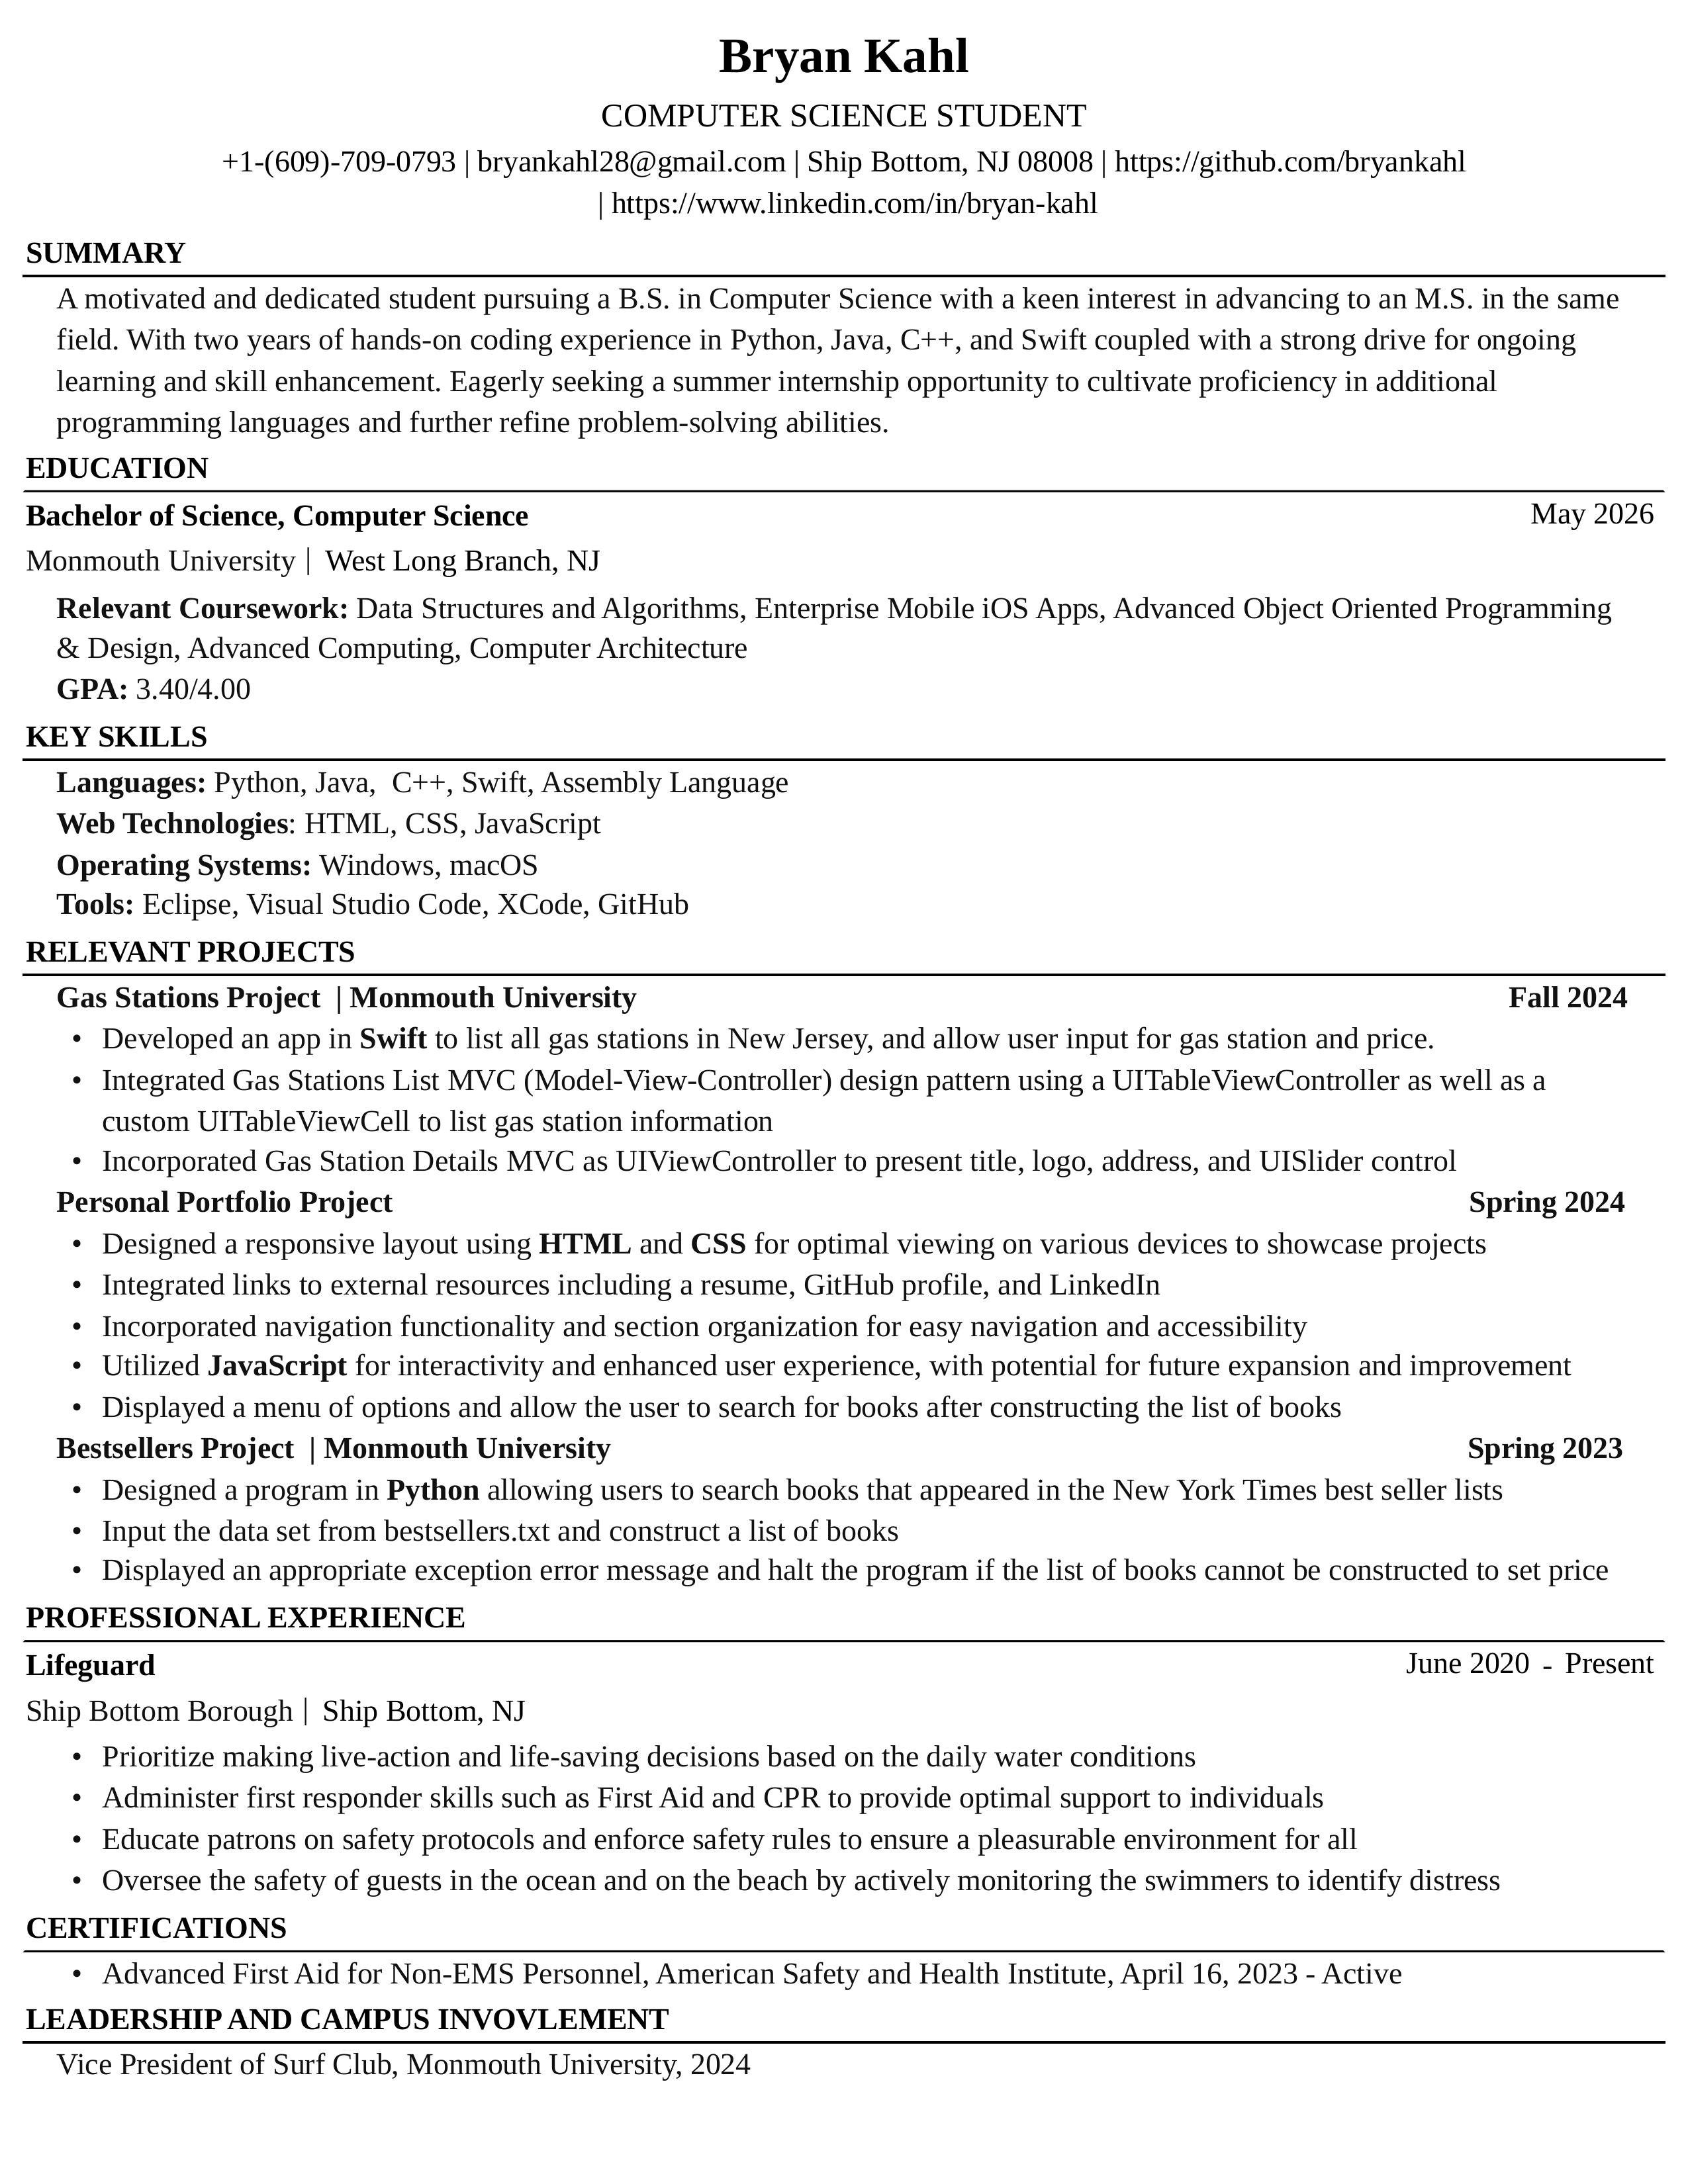 Bryan Kahl
COMPUTER SCIENCE STUDENT
+1-(609)-709-0793 | bryankahl28@gmail.com | Ship Bottom, NJ 08008 | https://github.com/bryankahl
| https://www.linkedin.com/in/bryan-kahl
SUMMARY
A motivated and dedicated student pursuing a B.S. in Computer Science with a keen interest in advancing to an M.S. in the same
field. With two years of hands-on coding experience in Python, Java, C++, and Swift coupled with a strong drive for ongoing
learning and skill enhancement. Eagerly seeking a summer internship opportunity to cultivate proficiency in additional
programming languages and further refine problem-solving abilities.
EDUCATION
Bachelor of Science, Computer Science May 2026
Monmouth University | West Long Branch, NJ
Relevant Coursework: Data Structures and Algorithms, Enterprise Mobile iOS Apps, Advanced Object Oriented Programming
& Design, Advanced Computing, Computer Architecture
GPA: 3.40/4.00
KEY SKILLS
Languages: Python, Java, C++, Swift, Assembly Language
Web Technologies: HTML, CSS, JavaScript
Operating Systems: Windows, macOS
Tools: Eclipse, Visual Studio Code, XCode, GitHub
RELEVANT PROJECTS
Gas Stations Project | Monmouth University Fall 2024
• Developed an app in Swift to list all gas stations in New Jersey, and allow user input for gas station and price.
• Integrated Gas Stations List MVC (Model-View-Controller) design pattern using a UITableViewController as well as a
custom UITableViewCell to list gas station information
• Incorporated Gas Station Details MVC as UIViewController to present title, logo, address, and UISlider control
Personal Portfolio Project Spring 2024
• Designed a responsive layout using HTML and CSS for optimal viewing on various devices to showcase projects
• Integrated links to external resources including a resume, GitHub profile, and LinkedIn
• Incorporated navigation functionality and section organization for easy navigation and accessibility
• Utilized JavaScript for interactivity and enhanced user experience, with potential for future expansion and improvement
• Displayed a menu of options and allow the user to search for books after constructing the list of books
Bestsellers Project | Monmouth University Spring 2023
• Designed a program in Python allowing users to search books that appeared in the New York Times best seller lists
• Input the data set from bestsellers.txt and construct a list of books
• Displayed an appropriate exception error message and halt the program if the list of books cannot be constructed to set price
PROFESSIONAL EXPERIENCE
Lifeguard June 2020 - Present
Ship Bottom Borough | Ship Bottom, NJ
• Prioritize making live-action and life-saving decisions based on the daily water conditions
• Administer first responder skills such as First Aid and CPR to provide optimal support to individuals
• Educate patrons on safety protocols and enforce safety rules to ensure a pleasurable environment for all
• Oversee the safety of guests in the ocean and on the beach by actively monitoring the swimmers to identify distress
CERTIFICATIONS
• Advanced First Aid for Non-EMS Personnel, American Safety and Health Institute, April 16, 2023 - Active
LEADERSHIP AND CAMPUS INVOVLEMENT
Vice President of Surf Club, Monmouth University, 2024